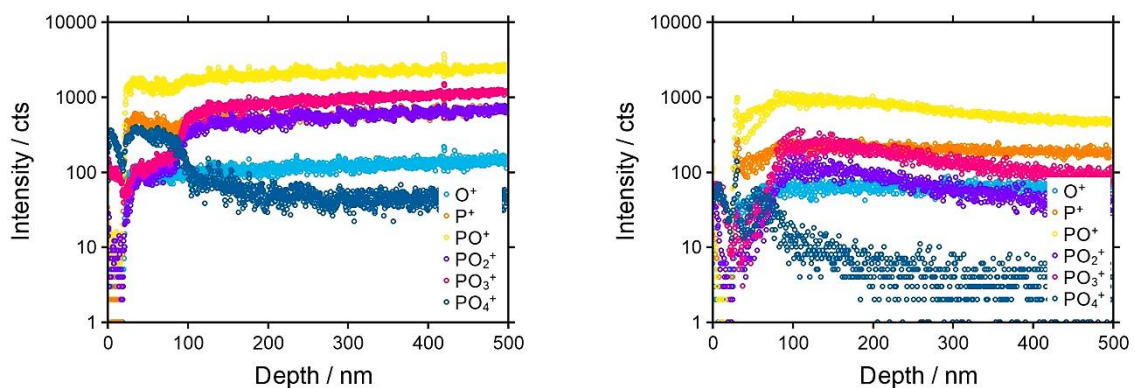 10000
1000
100
10
1
Intensity / cts
0
100
200
300
400
500
Depth / nm
O⁺
P⁺
PO⁺
PO₂⁺
PO₃⁺
PO₄⁺
10000
1000
100
10
1
Intensity / cts
0
100
200
300
400
500
Depth / nm
O⁺
P⁺
PO⁺
PO₂⁺
PO₃⁺
PO₄⁺